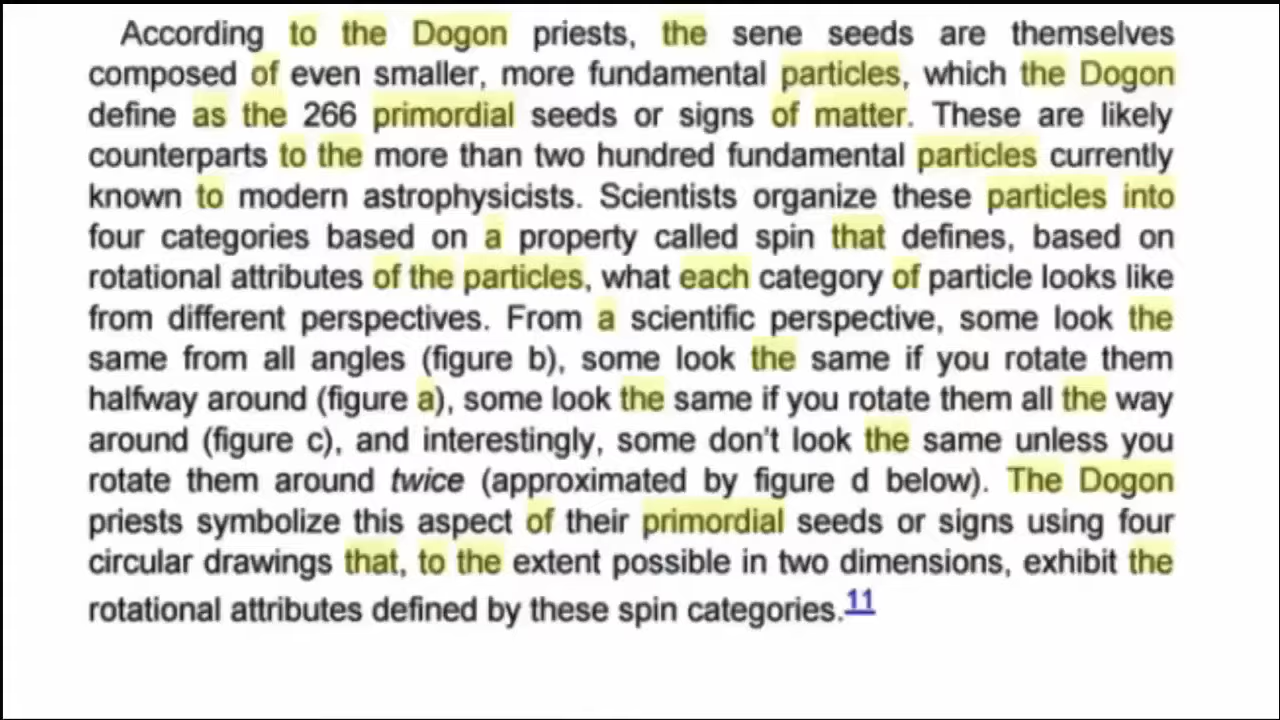 According to the Dogon priests, the sene seeds are themselves
composed of even smaller, more fundamental particles, which the Dogon
define as the 266 primordial seeds or signs of matter. These are likely
counterparts to the more than two hundred fundamental particles currently
known to modern astrophysicists. Scientists organize these particles into
four categories based on a property called spin that defines, based on
rotational attributes of the particles, what each category of particle looks like
from different perspectives. From a scientific perspective, some look the
same from all angles (figure b), some look the same if you rotate them
halfway around (figure a), some look the same if you rotate them all the way
around (figure c), and interestingly, some don't look the same unless you
rotate them around twice (approximated by figure d below). The Dogon
priests symbolize this aspect of their primordial seeds or signs using four
circular drawings that, to the extent possible in two dimensions, exhibit the
rotational attributes defined by these spin categories.11